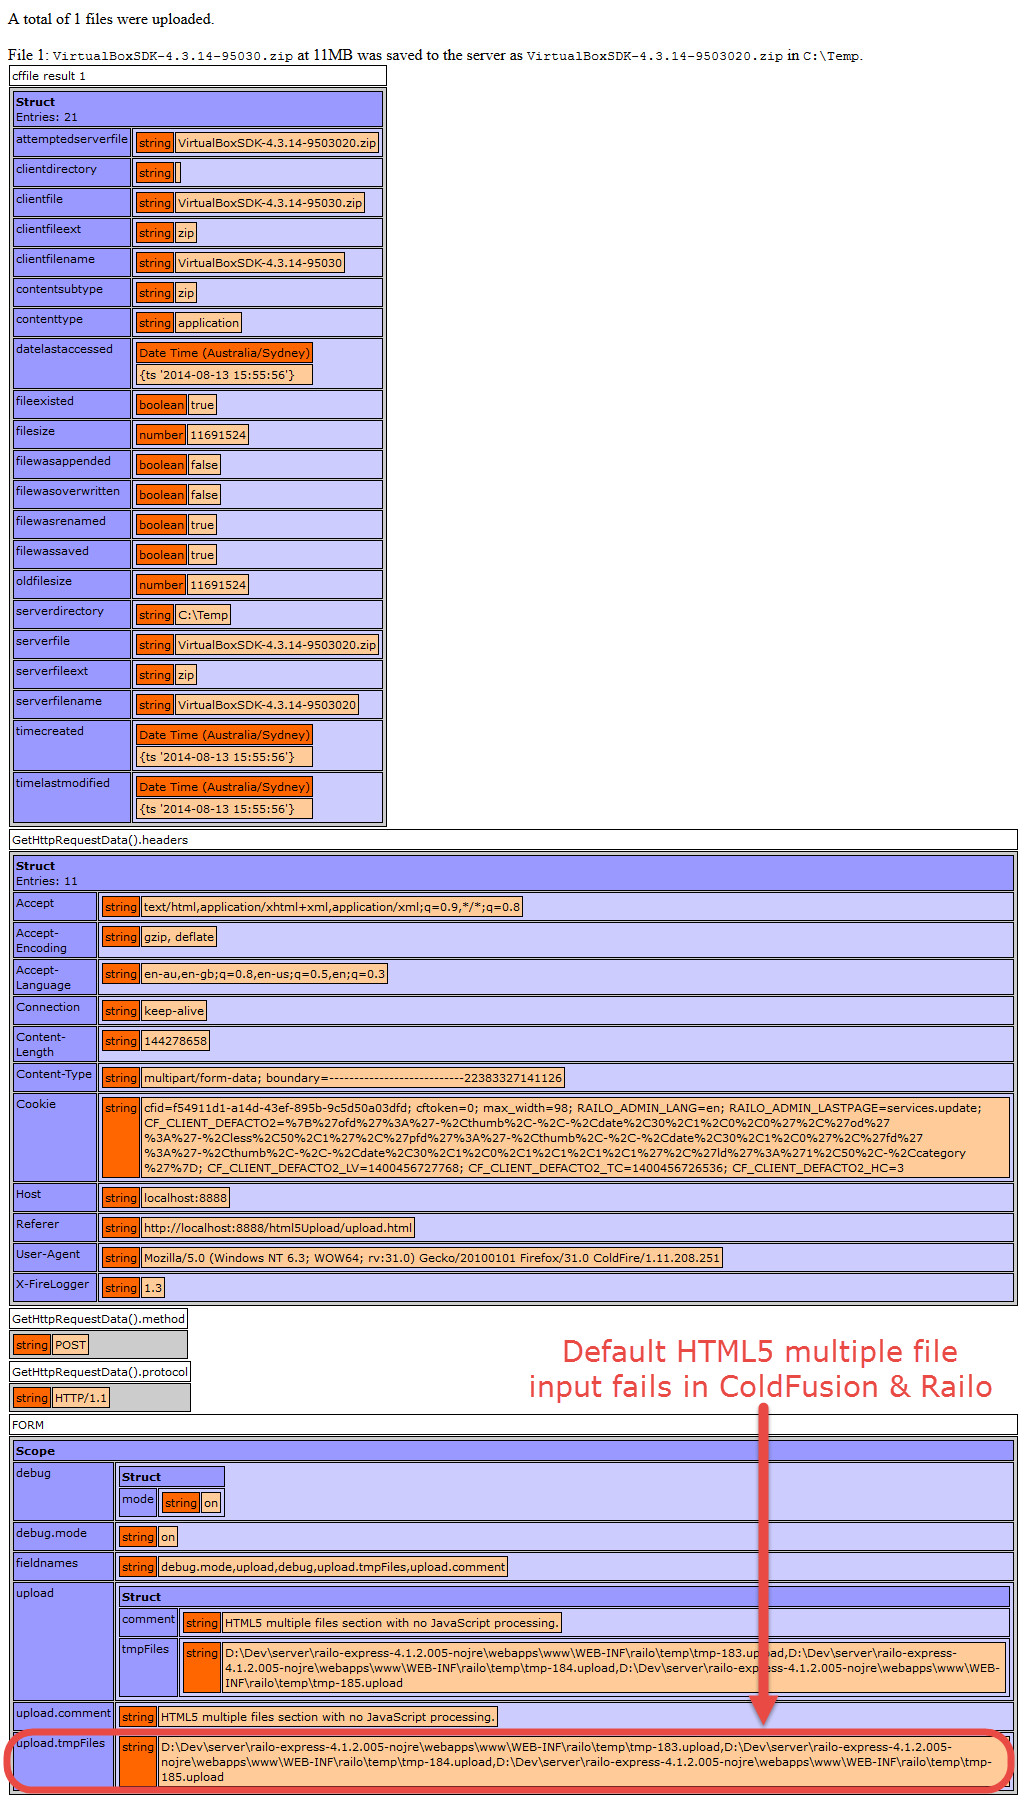 A total of 1 files were uploaded.
File 1: VirtualBoxSDK-4.3.14-95030.zip at 11MB was saved to the server as VirtualBoxSDK-4.3.14-9503020.zip in C:\Temp.
cffile result 1
Struct
Entries: 21
attemptedserverfile string VirtualBoxSDK-4.3.14-9503020.zip
clientdirectory string
clientfile string VirtualBoxSDK-4.3.14-95030.zip
clientfileext string zip
clientfilename string VirtualBoxSDK-4.3.14-95030
contentsubtype string zip
contenttype string application
datelastaccessed Date Time (Australia/Sydney)
{ts '2014-08-13 15:55:56'}
fileexisted boolean true
filesize number 11691524
filewasappended boolean false
filewasoverwritten boolean false
filewasrenamed boolean true
filewassaved boolean true
oldfilesize number 11691524
serverdirectory string C:\Temp
serverfile string VirtualBoxSDK-4.3.14-9503020.zip
serverfileext string zip
serverfilename string VirtualBoxSDK-4.3.14-9503020
timecreated Date Time (Australia/Sydney)
{ts '2014-08-13 15:55:56'}
timelastmodified Date Time (Australia/Sydney)
{ts '2014-08-13 15:55:56'}
GetHttpRequestData().headers
Struct
Entries: 11
Accept string text/html,application/xhtml+xml,application/xml;q=0.9,*/*;q=0.8
Accept-
Encoding string gzip, deflate
Accept-
Language string en-au,en-gb;q=0.8,en-us;q=0.5,en;q=0.3
Connection string keep-alive
Content-
Length string 144278658
Content-Type string multipart/form-data; boundary=---------------------------22383327141126
Cookie string cfid=f54911d1-a14d-43ef-895b-9c5d50a03dfd; cftoken=0; max_width=98; RAILO_ADMIN_LANG=en; RAILO_ADMIN_LASTPAGE=services.update;
CF_CLIENT_DEFACTO2=%7B%27ofd%27%3A%27-%2Cthumb%2C-%2C-%2Cdate%2C30%2C1%2C0%2C0%27%2C%27od%27
%3A%27-%2Cless%2C50%2C1%27%2C%27pfd%27%3A%27-%2Cthumb%2C-%2C-%2Cdate%2C30%2C1%2C0%27%2C%27fd%27
%3A%27-%2Cthumb%2C-%2C-%2Cdate%2C30%2C1%2C0%2C1%2C1%2C1%2C1%27%2C%27ld%27%3A%271%2C50%2C-%2Ccategory
%27%7D; CF_CLIENT_DEFACTO2_LV=1400456727768; CF_CLIENT_DEFACTO2_TC=1400456726536; CF_CLIENT_DEFACTO2_HC=3
Host string localhost:8888
Referer string http://localhost:8888/html5Upload/upload.html
User-Agent string Mozilla/5.0 (Windows NT 6.3; WOW64; rv:31.0) Gecko/20100101 Firefox/31.0 ColdFire/1.11.208.251
X-FireLogger string 1.3
GetHttpRequestData().method
string POST
GetHttpRequestData().protocol
string HTTP/1.1
Default HTML5 multiple file
input fails in ColdFusion & Railo
FORM
Scope
debug Struct
mode string on
debug.mode string on
fieldnames string debug.mode,upload,debug,upload.tmpFiles,upload.comment
upload Struct
comment string HTML5 multiple files section with no JavaScript processing.
tmpFiles string D:\Dev\server\railo-express-4.1.2.005-nojre\webapps\www\WEB-INF\railo\temp\tmp-183.upload,D:\Dev\server\railo-express-
4.1.2.005-nojre\webapps\www\WEB-INF\railo\temp\tmp-184.upload,D:\Dev\server\railo-express-4.1.2.005-nojre\webapps\www\WEB-
INF\railo\temp\tmp-185.upload
upload.comment string HTML5 multiple files section with no JavaScript processing.
upload.tmpFiles string D:\Dev\server\railo-express-4.1.2.005-nojre\webapps\www\WEB-INF\railo\temp\tmp-183.upload,D:\Dev\server\railo-express-4.1.2.005-
nojre\webapps\www\WEB-INF\railo\temp\tmp-184.upload,D:\Dev\server\railo-express-4.1.2.005-nojre\webapps\www\WEB-INF\railo\temp\tmp-
185.upload